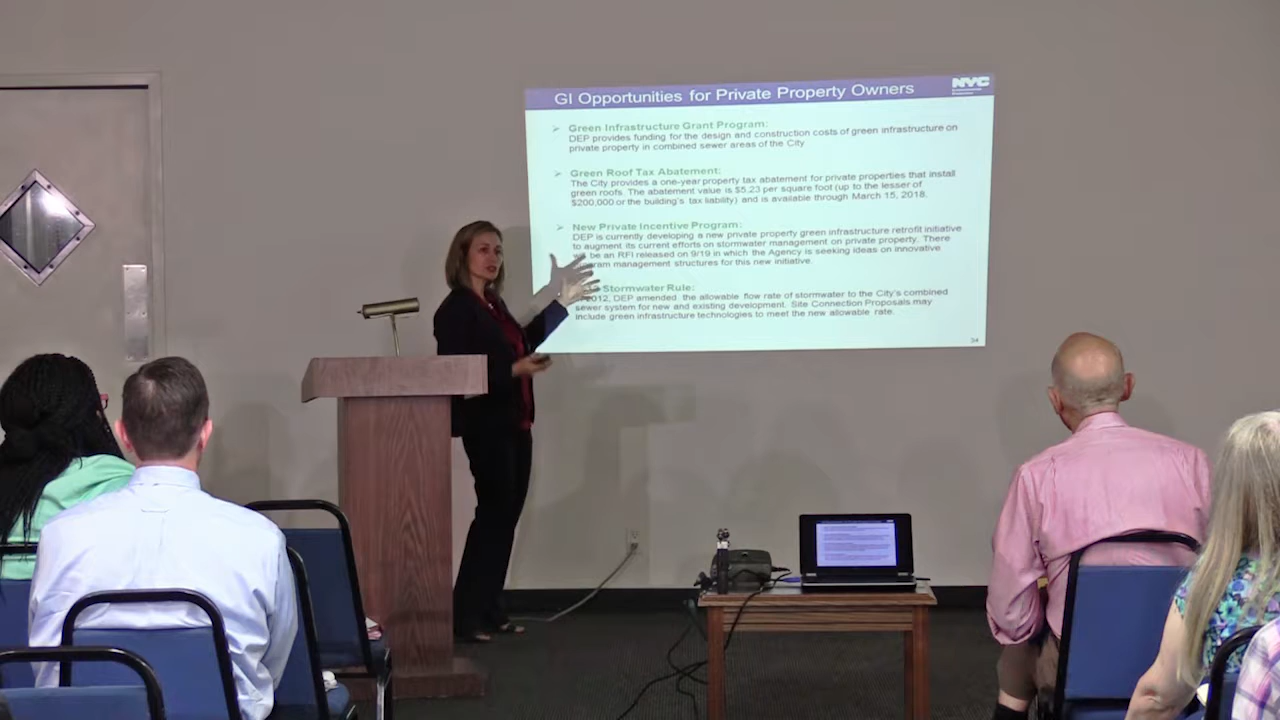 GI Opportunities for Private Property Owners
NYC
Green Infrastructure Grant Program:
DEP provides funding for the design and construction costs of green infrastructure on
private property in combined sewer areas of the City
Green Roof Tax Abatement:
The City provides a one-year property tax abatement for private properties that install
green roofs. The abatement value is $5.23 per square foot (up to the lesser of
$200,000 or the building's tax liability) and is available through March 15, 2018.
New Private Incentive Program:
DEP is currently developing a new private property green infrastructure retrofit initiative
to augment its current efforts on stormwater management on private property. There
will be an RFI released on 9/19 in which the Agency is seeking ideas on innovative
program management structures for this new initiative.
Stormwater Rule:
2012, DEP amended the allowable flow rate of stormwater to the City's combined
sewer system for new and existing development. Site Connection Proposals may
include green infrastructure technologies to meet the new allowable rate.
34